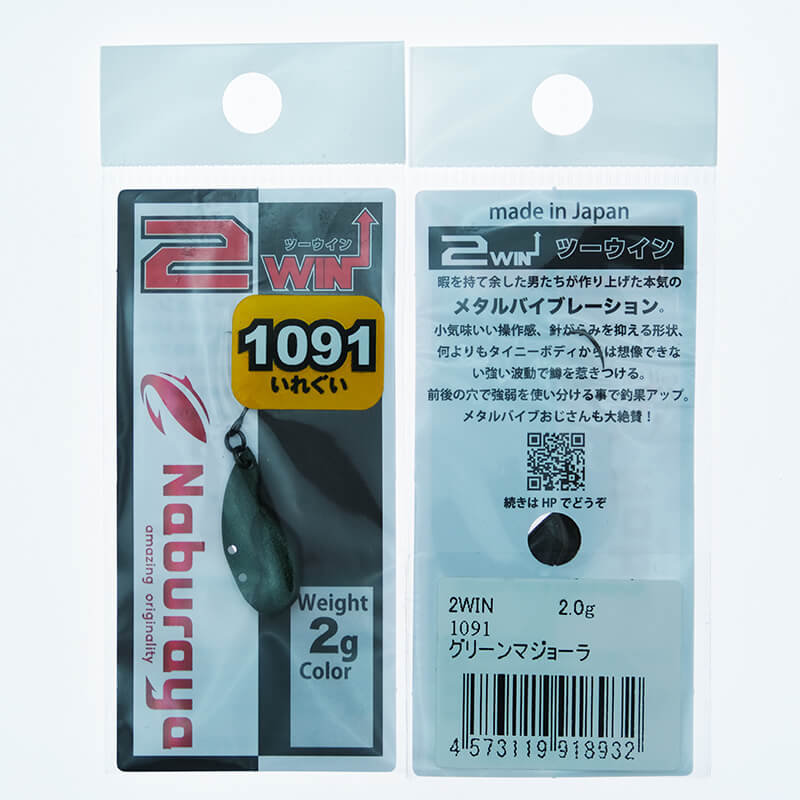 2
ツーウイン
WIN
1091
いれぐい
Naburaya
amazing originality
Weight
2g
Color
made in Japan
2WIN ツーウイン
暇を持て余した男たちが作り上げた本気の
メタルバイブレーション。
小気味いい操作感、針がらみを抑える形状、
何よりもタイニーボディからは想像できな
い強い波動で鱒を惹きつける。
前後の穴で強弱を使い分ける事で釣果アップ。
メタルバイブおじさんも大絶賛！
続きは HP でどうぞ
2WIN 2.0g
1091
グリーンマジョーラ
4 573119 918932